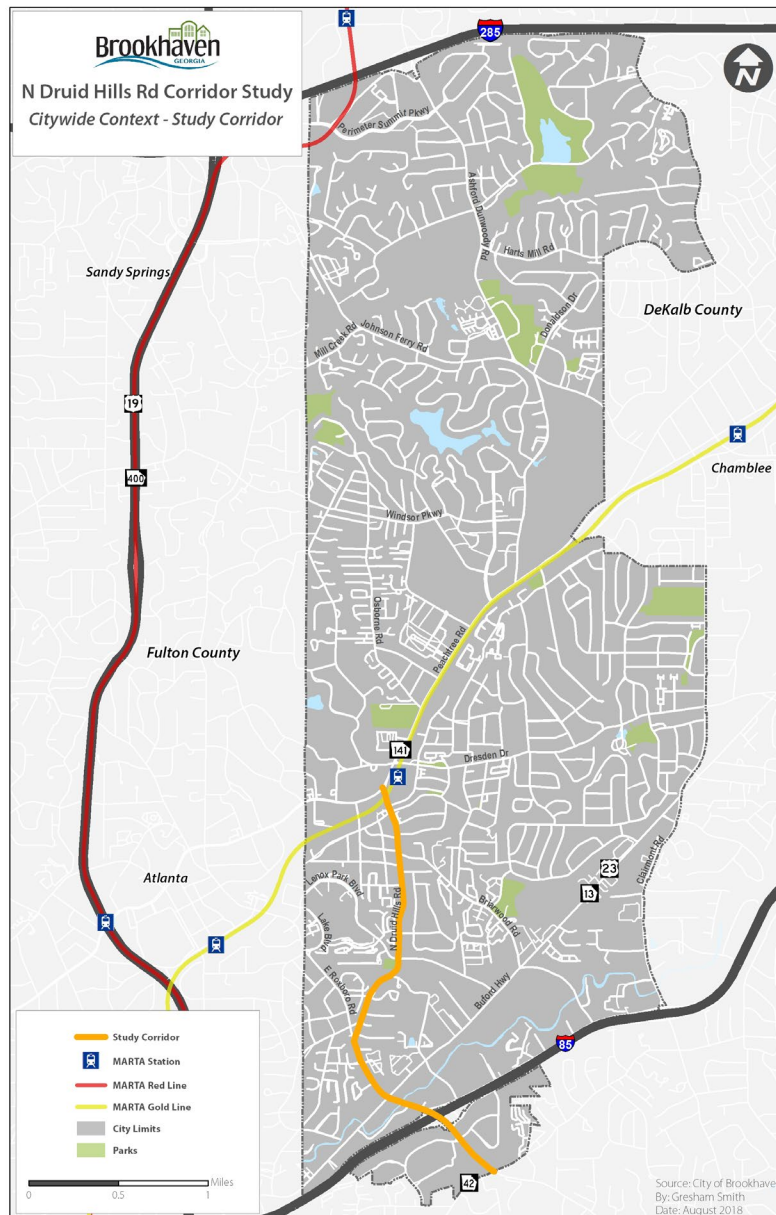 Brookhaven
GEORGIA
N Druid Hills Rd Corridor Study
Citywide Context - Study Corridor
285
N
Perimeter Summit Pkwy
Ashford Dunwoody Rd
Harts Mill Rd
Sandy Springs
DeKalb County
Donaldson Dr
Johnson Ferry Rd
Mill Creek Rd
19
400
Chamblee
Windsor Pkwy
Osborne Rd
Peachtree Rd
Fulton County
141
Dresden Dr
Clairmont Rd
23
13
Atlanta
Lenox Park Blvd
N Druid Hills Rd
Briarwood Rd
Lake Blvd
E Roxboro Rd
Buford Hwy
85
42
Study Corridor
MARTA Station
MARTA Red Line
MARTA Gold Line
City Limits
Parks
Miles
0 0.5 1
Source: City of Brookhave
By: Gresham Smith
Date: August 2018